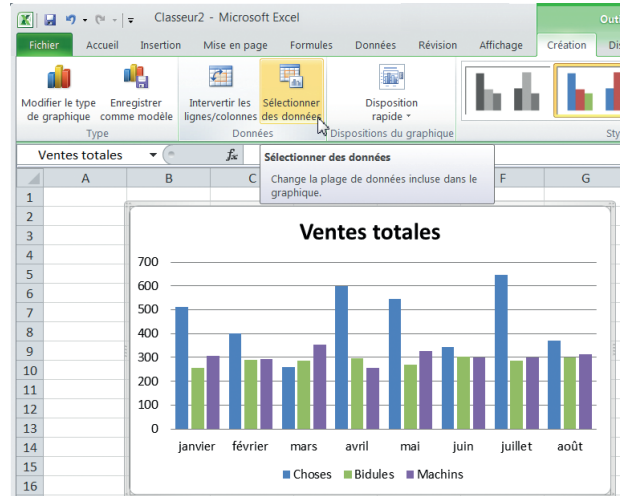 Classeur2 - Microsoft Excel
Fichier Accueil Insertion Mise en page Formules Données Révision Affichage Création
Modifier le type de graphique
Enregistrer comme modèle
Intervertir les lignes/colonnes
Sélectionner des données
Disposition rapide
Type Données Dispositions du graphique
Ventes totales fx
Sélectionner des données
Change la plage de données incluse dans le
graphique.
A B C F G
1
2
3
4
5
6
7
8
9
10
11
12
13
14
15
16
Ventes totales
700
600
500
400
300
200
100
0
janvier février mars avril mai juin juillet août
Choses Bidules Machins